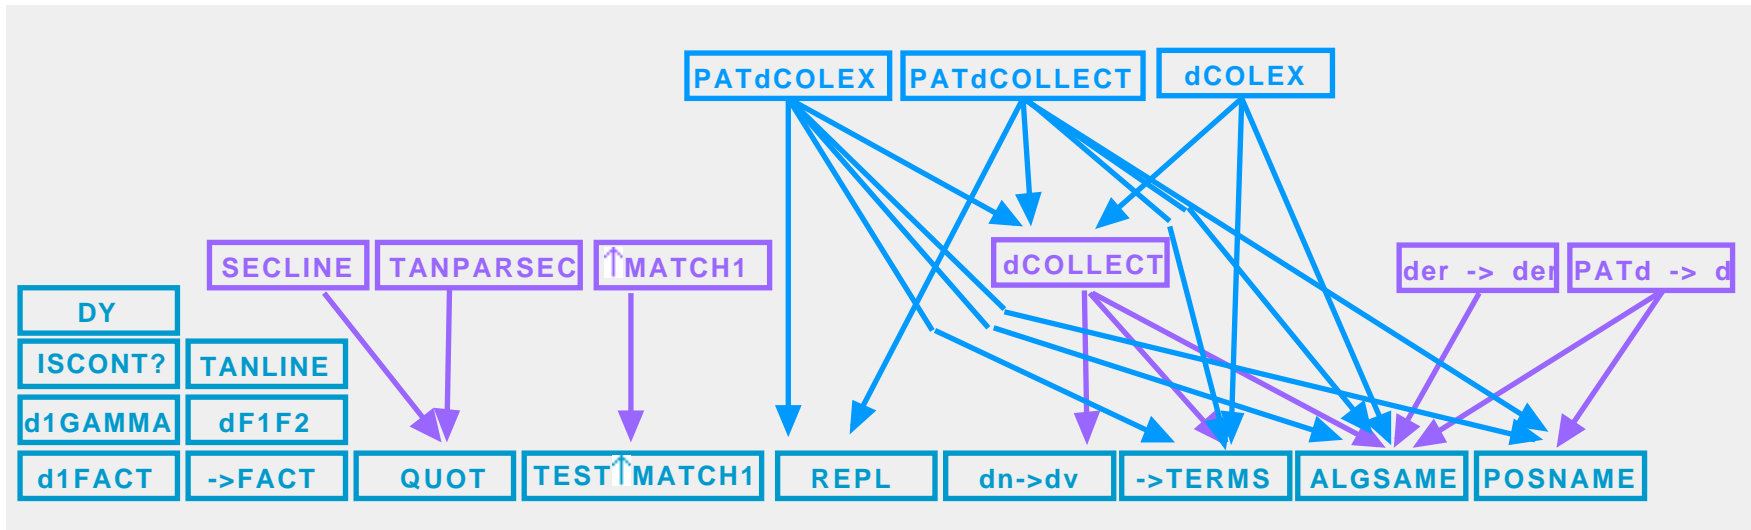 PATdCOLEX PATdCOLLECT dCOLEX
SECLINE TANPARSEC ↑MATCH1 dCOLLECT der -> der PATd -> d
DY
ISCONT? TANLINE
d1GAMMA dF1F2
d1FACT ->FACT QUOT TEST↑MATCH1 REPL dn->dv ->TERMS ALGSAME POSNAME